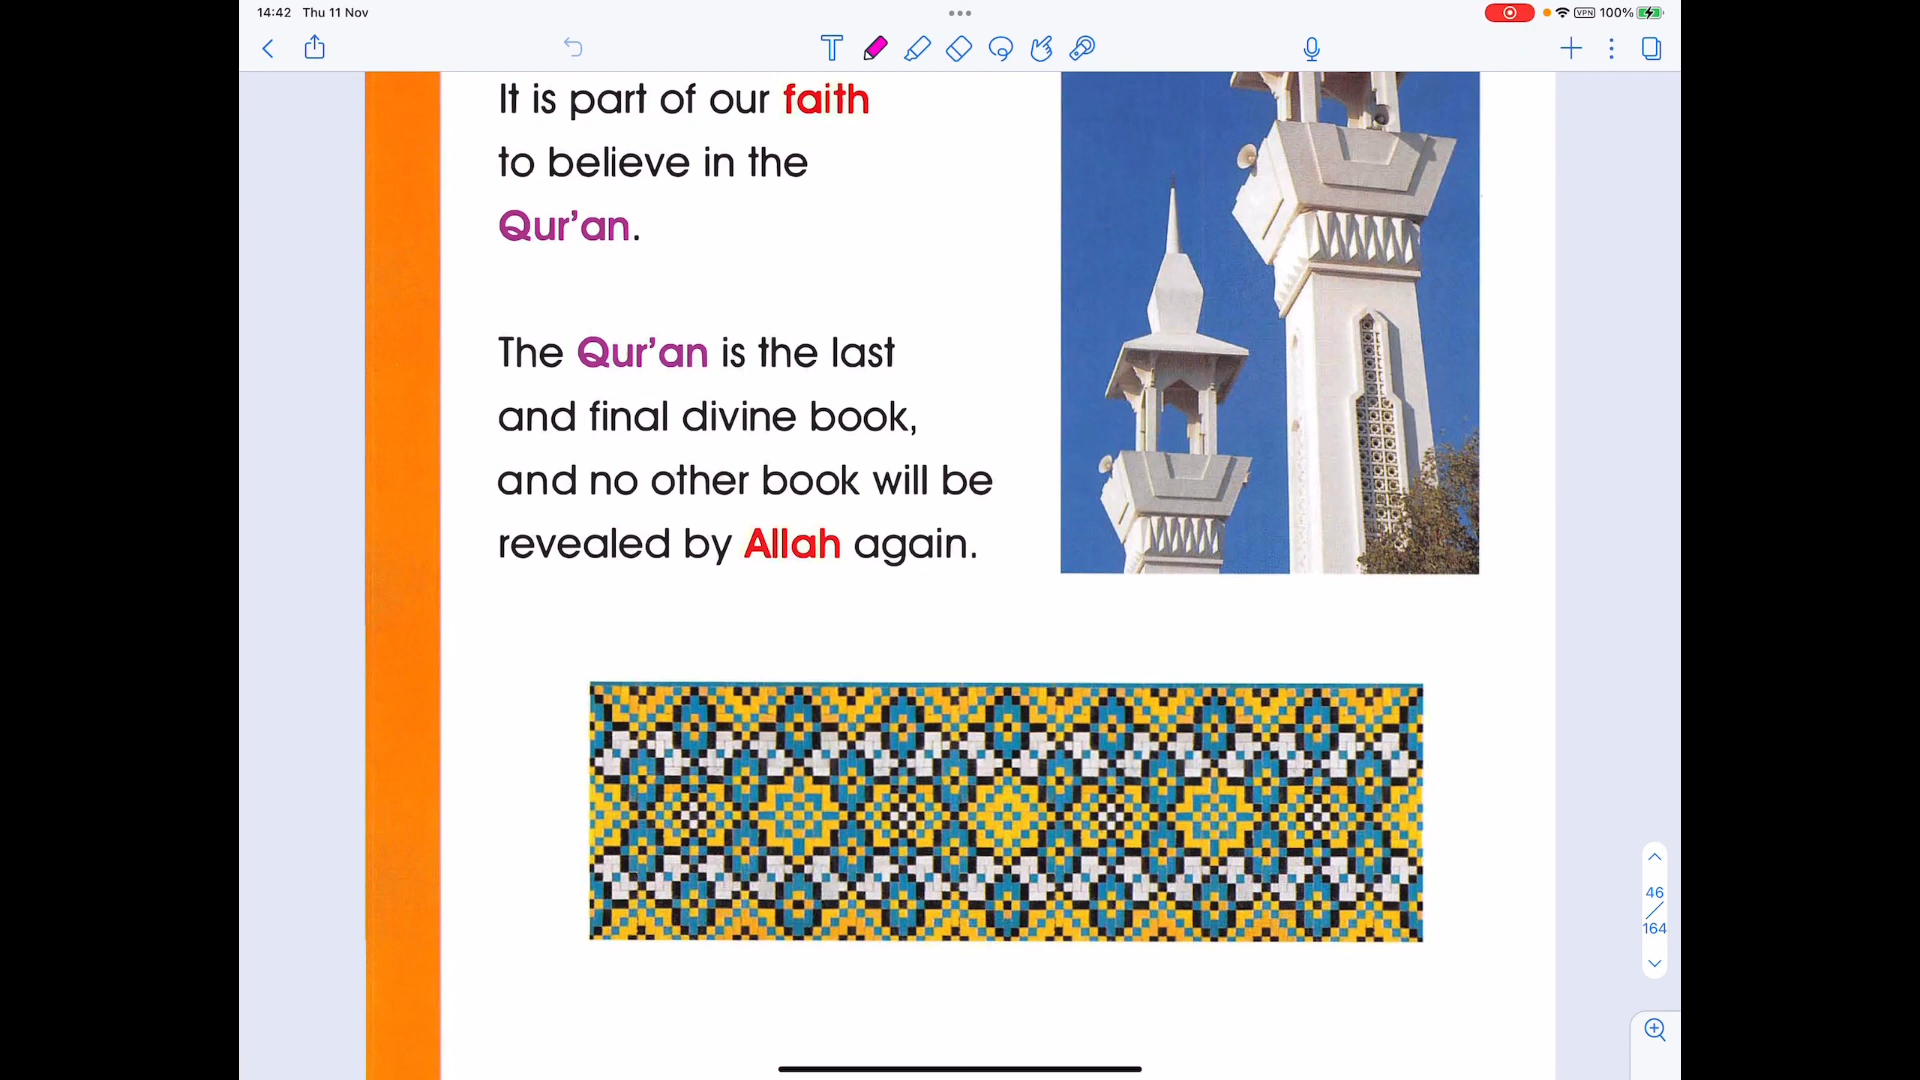 14:42 Thu 11 Nov
VPN 100%
T
It is part of our faith
to believe in the
Qur’an.
The Qur’an is the last
and final divine book,
and no other book will be
revealed by Allah again.
46
164